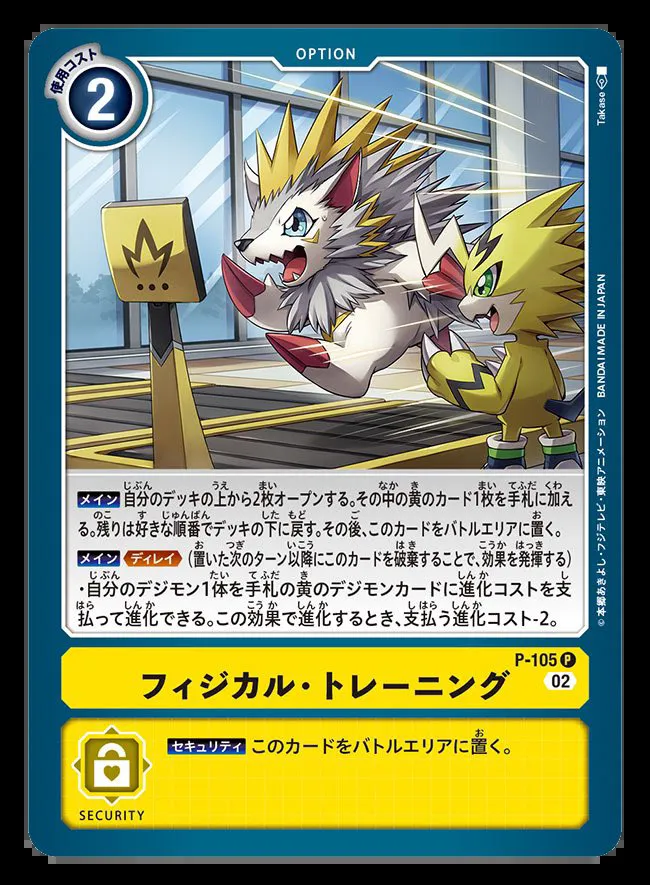 OPTION
使用コスト
2
Takase
メイン 自分のデッキの上から2枚オープンする。その中の黄のカード1枚を手札に加え
る。残りは好きな順番でデッキの下に戻す。その後、このカードをバトルエリアに置く。
メイン ディレイ (置いた次のターン以降にこのカードを破棄することで、効果を発揮する)
・自分のデジモン1体を手札の黄のデジモンカードに進化コストを支
払って進化できる。この効果で進化するとき、支払う進化コスト-2。
© 本郷あきよし・フジテレビ・東映アニメーション BANDAI MADE IN JAPAN
P-105 P
フィジカル・トレーニング
02
セキュリティ このカードをバトルエリアに置く。
SECURITY